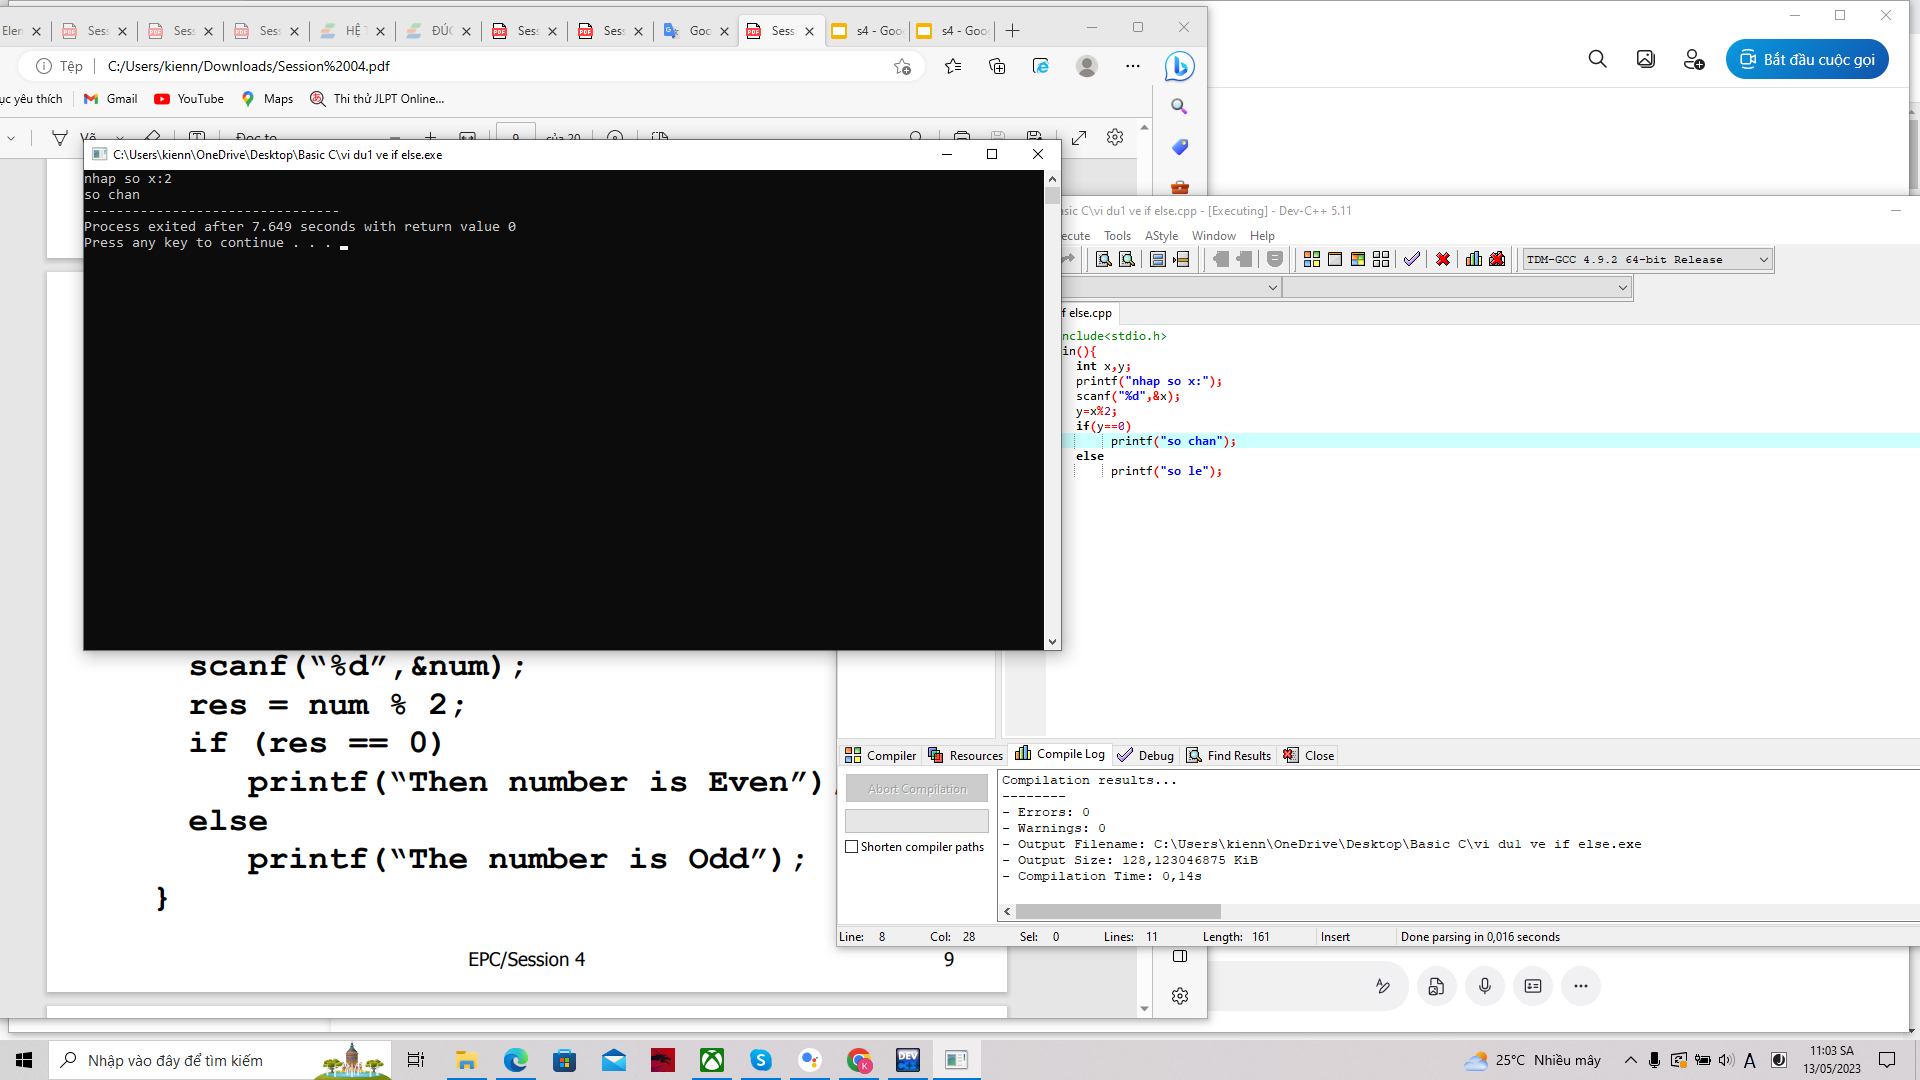 Elen
Sess
Sess
Sess
HỆ T
ĐÚC
Sess
Sess
Goo
Sess
s4 - Goo
s4 - Goo
Tệp
C:/Users/kienn/Downloads/Session%2004.pdf
ục yêu thích
Gmail
YouTube
Maps
Thi thử JLPT Online...
Bắt đầu cuộc gọi
Vẽ
Đọc to
9
của 20
C:\Users\kienn\OneDrive\Desktop\Basic C\vi du1 ve if else.exe
nhap so x:2
so chan
--------------------------------
Process exited after 7.649 seconds with return value 0
Press any key to continue . . .
asic C\vi du1 ve if else.cpp - [Executing] - Dev-C++ 5.11
ecute Tools AStyle Window Help
TDM-GCC 4.9.2 64-bit Release
if else.cpp
nclude<stdio.h>
in(){
int x,y;
printf("nhap so x:");
scanf("%d",&x);
y=x%2;
if(y==0)
printf("so chan");
else
printf("so le");
scanf(“%d”,&num);
res = num % 2;
if (res == 0)
printf(“Then number is Even”);
else
printf(“The number is Odd”);
}
EPC/Session 4
9
Compiler Resources Compile Log Debug Find Results Close
Abort Compilation
Shorten compiler paths
Compilation results...
--------
- Errors: 0
- Warnings: 0
- Output Filename: C:\Users\kienn\OneDrive\Desktop\Basic C\vi du1 ve if else.exe
- Output Size: 128,123046875 KiB
- Compilation Time: 0,14s
Line: 8 Col: 28 Sel: 0 Lines: 11 Length: 161 Insert Done parsing in 0,016 seconds
Nhập vào đây để tìm kiếm
DEV
25°C Nhiều mây
A
11:03 SA
13/05/2023